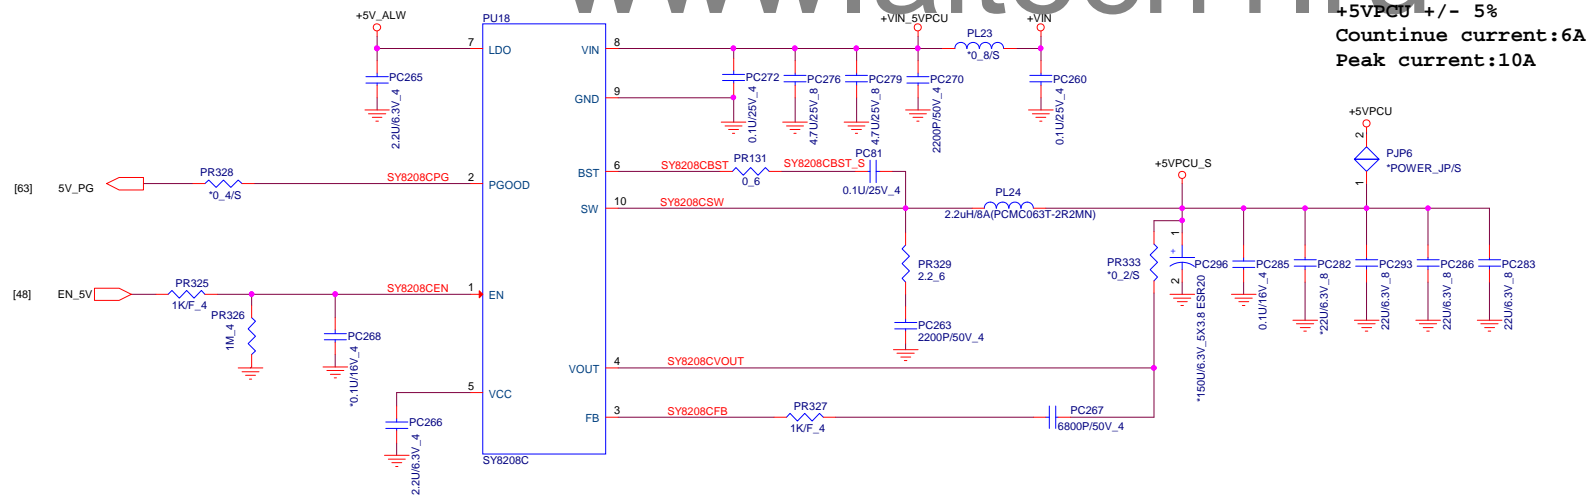 +5VPCU +/- 5%
Countinue current:6A
Peak current:10A
+5V_ALW
PU18
+VIN_5VPCU
+VIN
7
LDO
VIN
8
PL23
*0_8/S
PC265
2.2U/6.3V_4
GND
9
PC272
0.1U/25V_4
PC276
4.7U/25V_8
PC279
4.7U/25V_8
PC270
2200P/50V_4
PC260
0.1U/25V_4
+5VPCU
2
PJP6
*POWER_JP/S
1
[63]
5V_PG
PR328
*0_4/S
SY8208CPG
2
PGOOD
BST
6
SY8208CBST
PR131
0_6
SY8208CBST_S
PC81
0.1U/25V_4
+5VPCU_S
SW
10
SY8208CSW
PL24
2.2uH/8A(PCMC063T-2R2MN)
PR329
2.2_6
PC263
2200P/50V_4
PR333
*0_2/S
+
1
2
PC296
*150U/6.3V_5X3.8 ESR20
PC285
0.1U/16V_4
PC282
*22U/6.3V_8
PC293
22U/6.3V_8
PC286
22U/6.3V_8
PC283
22U/6.3V_8
[48]
EN_5V
PR325
1K/F_4
SY8208CEN
1
EN
PR326
1M_4
PC268
*0.1U/16V_4
VOUT
4
SY8208CVOUT
5
VCC
PC266
2.2U/6.3V_4
FB
3
SY8208CFB
PR327
1K/F_4
PC267
6800P/50V_4
SY8208C